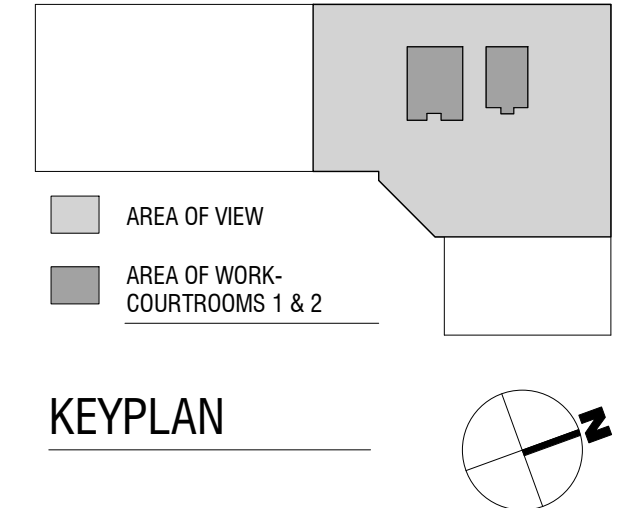 AREA OF VIEW
AREA OF WORK-
COURTROOMS 1 & 2
KEYPLAN
N